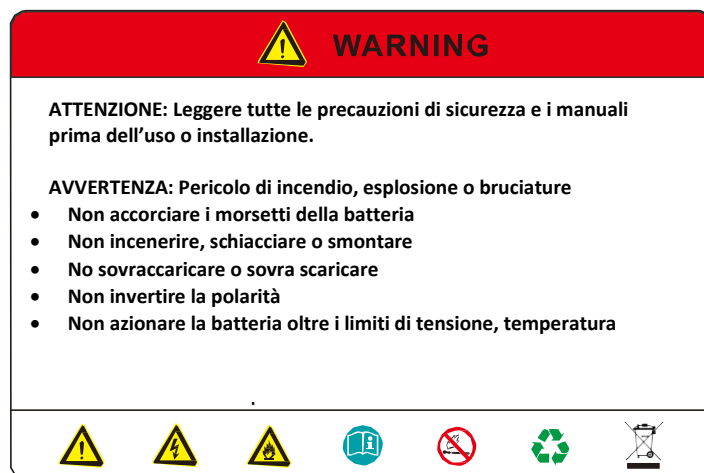 WARNING
ATTENZIONE: Leggere tutte le precauzioni di sicurezza e i manuali
prima dell’uso o installazione.
AVVERTENZA: Pericolo di incendio, esplosione o bruciature
• Non accorciare i morsetti della batteria
• Non incenerire, schiacciare o smontare
• No sovraccaricare o sovra scaricare
• Non invertire la polarità
• Non azionare la batteria oltre i limiti di tensione, temperatura
.